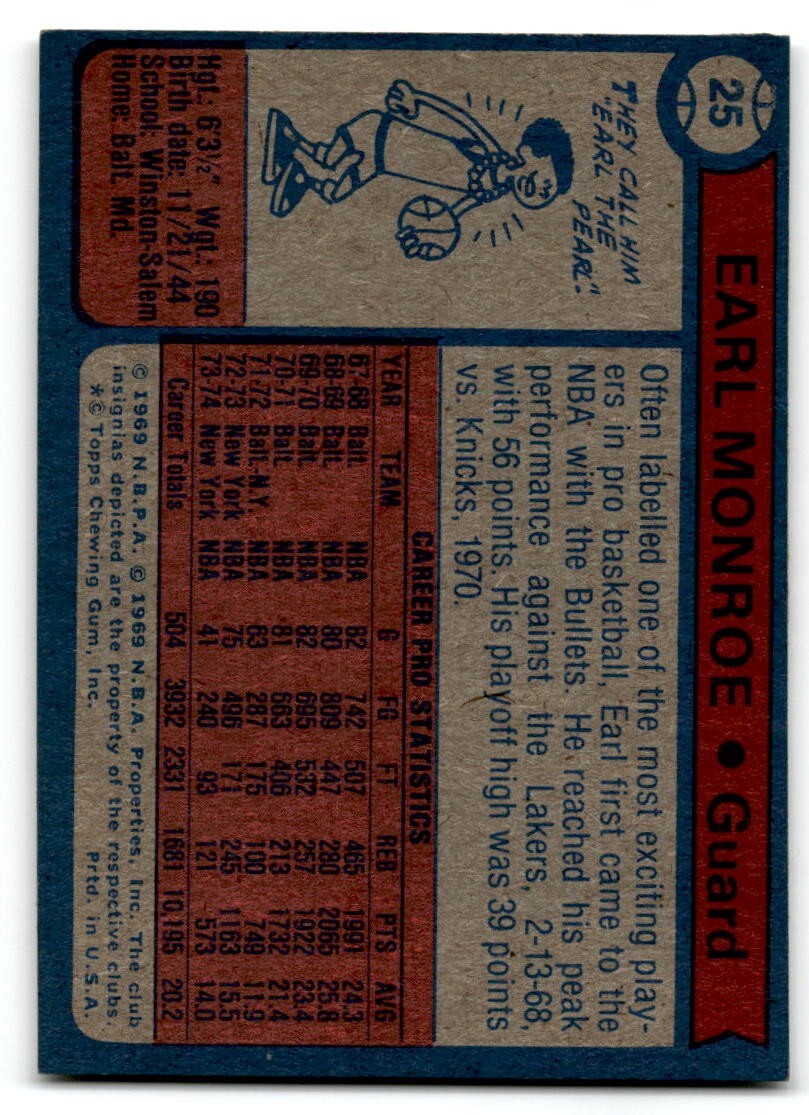 25
EARL MONROE • Guard
THEY CALL HIM
"EARL THE
PEARL".
Hgt.: 6'3½" Wgt.: 190
Birth date: 11/21/44
School: Winston-Salem
Home: Balt. Md.
Often labelled one of the most exciting play-
ers in pro basketball, Earl first came to the
NBA with the Bullets. He reached his peak
performance against the Lakers, 2-13-68,
with 56 points. His playoff high was 39 points
vs. Knicks, 1970.
CAREER PRO STATISTICS
YEAR TEAM G FG FT REB PTS AVG
67-68 Balt. NBA 82 742 507 465 1991 24.3
68-69 Balt. NBA 80 809 447 280 2065 25.8
69-70 Balt. NBA 82 695 532 257 1922 23.4
70-71 Balt. NBA 81 663 406 213 1732 21.4
71-72 Balt.-N.Y. NBA 63 287 175 100 749 11.9
72-73 New York NBA 75 496 171 245 1163 15.5
73-74 New York NBA 41 240 93 121 573 14.0
Career Totals 504 3932 2331 1681 10,195 20.2
© 1969 N.B.P.A. © 1969 N.B.A. Properties, Inc. The club
insignias depicted are the property of the respective clubs.
*© Topps Chewing Gum, Inc. Prtd. in U.S.A.